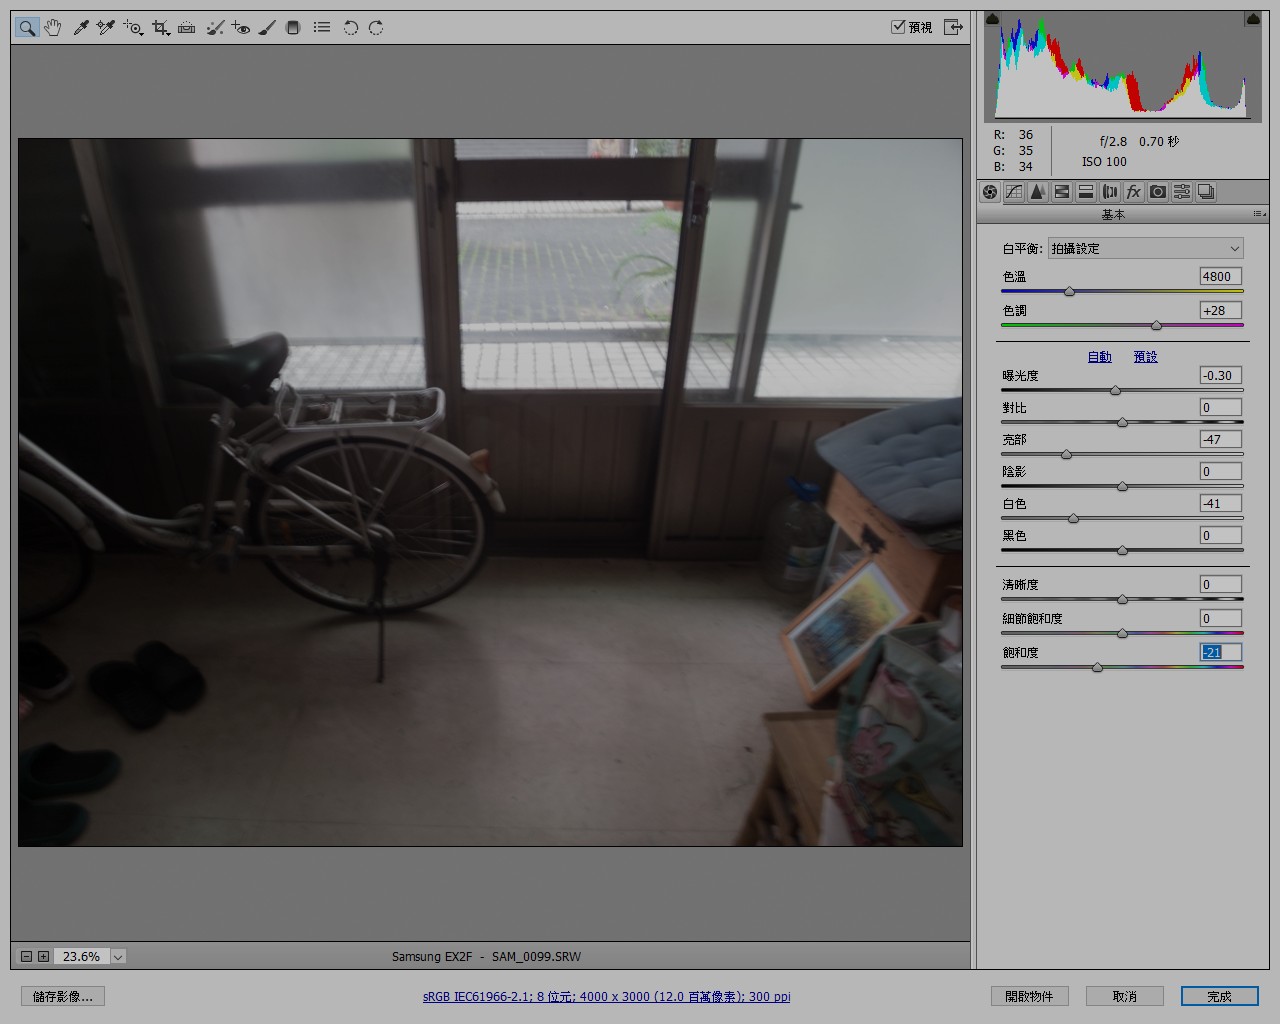 預視
R: 36
G: 35
B: 34
f/2.8 0.70 秒
ISO 100
fx
基本
白平衡: 拍攝設定
色溫 4800
色調 +28
自動 預設
曝光度 -0.30
對比 0
亮部 -47
陰影 0
白色 -41
黑色 0
清晰度 0
細節飽和度 0
飽和度 -21
23.6% Samsung EX2F - SAM_0099.SRW
儲存影像... sRGB IEC61966-2.1; 8 位元; 4000 x 3000 (12.0 百萬像素); 300 ppi 開啟物件 取消 完成